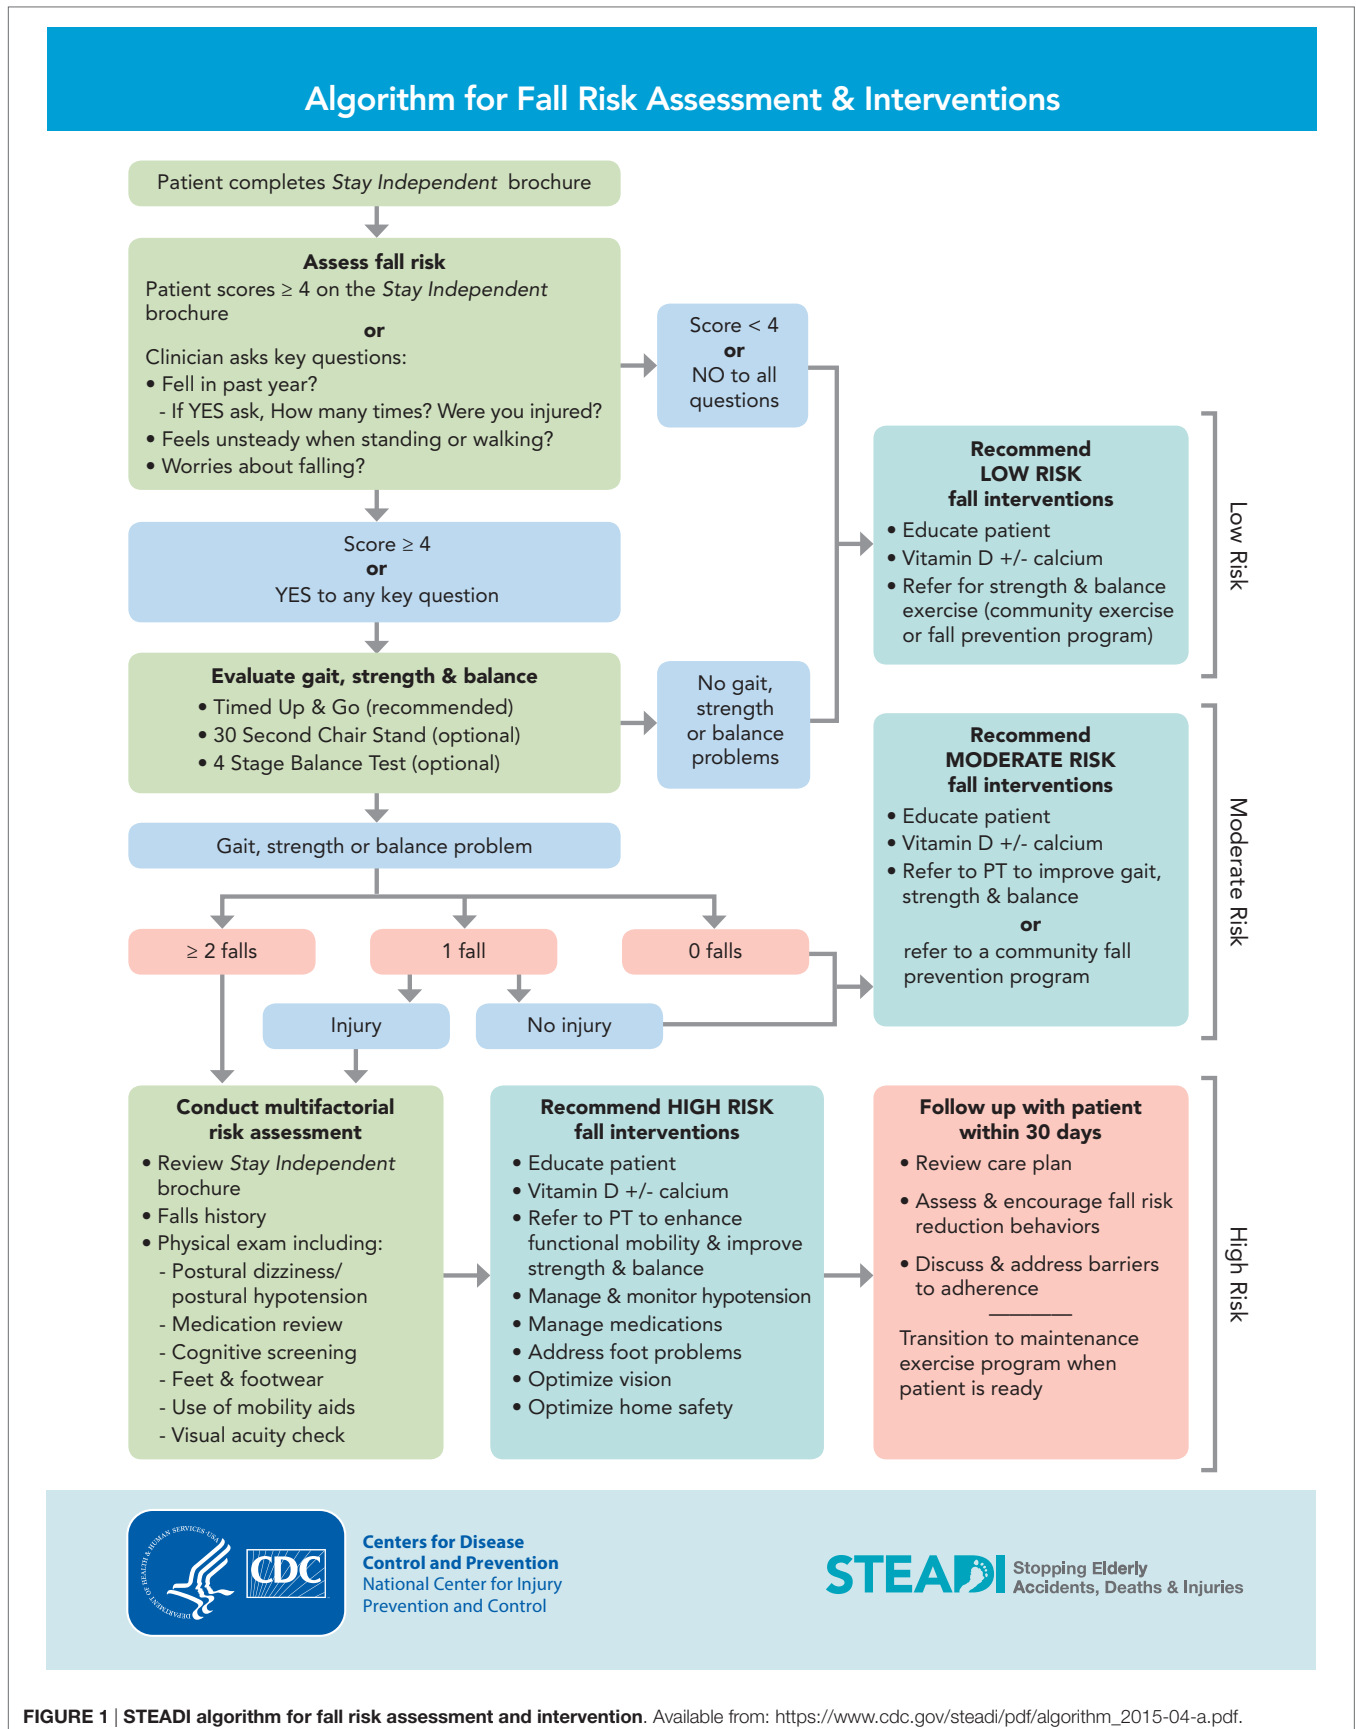 Algorithm for Fall Risk Assessment & Interventions
Patient completes Stay Independent brochure
Assess fall risk
Patient scores ≥ 4 on the Stay Independent
brochure
or
Clinician asks key questions:
• Fell in past year?
- If YES ask, How many times? Were you injured?
• Feels unsteady when standing or walking?
• Worries about falling?
Score < 4
or
NO to all
questions
Score ≥ 4
or
YES to any key question
Evaluate gait, strength & balance
• Timed Up & Go (recommended)
• 30 Second Chair Stand (optional)
• 4 Stage Balance Test (optional)
No gait,
strength
or balance
problems
Recommend
LOW RISK
fall interventions
• Educate patient
• Vitamin D +/- calcium
• Refer for strength & balance
exercise (community exercise
or fall prevention program)
Low Risk
Gait, strength or balance problem
≥ 2 falls
1 fall
0 falls
Injury
No injury
Recommend
MODERATE RISK
fall interventions
• Educate patient
• Vitamin D +/- calcium
• Refer to PT to improve gait,
strength & balance
or
refer to a community fall
prevention program
Moderate Risk
Conduct multifactorial
risk assessment
• Review Stay Independent
brochure
• Falls history
• Physical exam including:
- Postural dizziness/
postural hypotension
- Medication review
- Cognitive screening
- Feet & footwear
- Use of mobility aids
- Visual acuity check
Recommend HIGH RISK
fall interventions
• Educate patient
• Vitamin D +/- calcium
• Refer to PT to enhance
functional mobility & improve
strength & balance
• Manage & monitor hypotension
• Manage medications
• Address foot problems
• Optimize vision
• Optimize home safety
Follow up with patient
within 30 days
• Review care plan
• Assess & encourage fall risk
reduction behaviors
• Discuss & address barriers
to adherence
Transition to maintenance
exercise program when
patient is ready
High Risk
DEPARTMENT OF HEALTH & HUMAN SERVICES·USA
CDC
Centers for Disease
Control and Prevention
National Center for Injury
Prevention and Control
STEADI
Stopping Elderly
Accidents, Deaths & Injuries
FIGURE 1 | STEADI algorithm for fall risk assessment and intervention. Available from: https://www.cdc.gov/steadi/pdf/algorithm_2015-04-a.pdf.